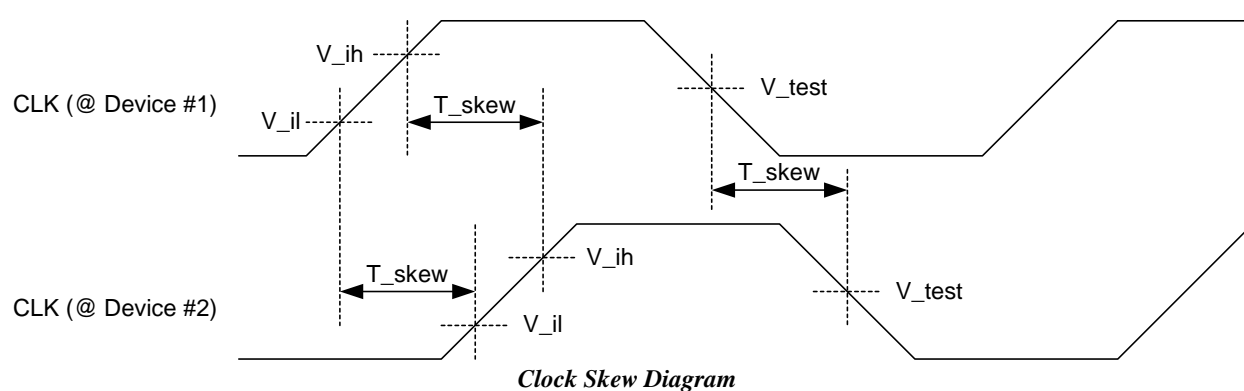 V_ih
CLK (@ Device #1)
V_il
T_skew
V_test
T_skew
CLK (@ Device #2)
T_skew
V_ih
V_il
V_test
Clock Skew Diagram